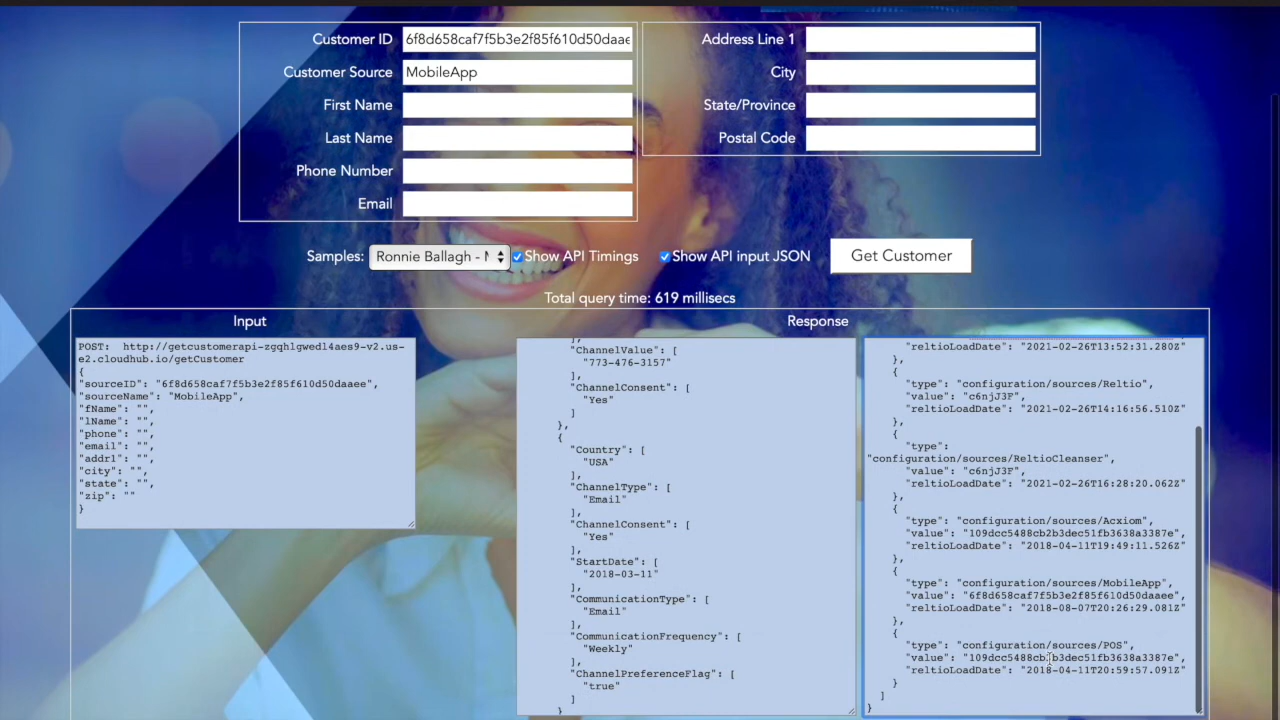 Customer ID 6f8d658caf7f5b3e2f85f610d50daae
Customer Source MobileApp
First Name
Last Name
Phone Number
Email
Address Line 1
City
State/Province
Postal Code
Samples: Ronnie Ballagh - Show API Timings Show API input JSON Get Customer
Total query time: 619 millisecs
Input
POST:  http://getcustomerapi-zgqhlgwedl4aes9-v2.us-
e2.cloudhub.io/getCustomer
{
"sourceID": "6f8d658caf7f5b3e2f85f610d50daaee",
"sourceName": "MobileApp",
"fName": "",
"lName": "",
"phone": "",
"email": "",
"addr1": "",
"city": "",
"state": "",
"zip": ""
}
Response
],
"ChannelValue": [
"773-476-3157"
],
"ChannelConsent": [
"Yes"
]
},
{
"Country": [
"USA"
],
"ChannelType": [
"Email"
],
"ChannelConsent": [
"Yes"
],
"StartDate": [
"2018-03-11"
],
"CommunicationType": [
"Email"
],
"CommunicationFrequency": [
"Weekly"
],
"ChannelPreferenceFlag": [
"true"
]
}
"reltioLoadDate": "2021-02-26T13:52:31.280Z"
},
{
"type": "configuration/sources/Reltio",
"value": "c6njJ3F",
"reltioLoadDate": "2021-02-26T14:16:56.510Z"
},
{
"type":
"configuration/sources/ReltioCleanser",
"value": "c6njJ3F",
"reltioLoadDate": "2021-02-26T16:28:20.062Z"
},
{
"type": "configuration/sources/Acxiom",
"value": "109dcc5488cb2b3dec51fb3638a3387e",
"reltioLoadDate": "2018-04-11T19:49:11.526Z"
},
{
"type": "configuration/sources/MobileApp",
"value": "6f8d658caf7f5b3e2f85f610d50daaee",
"reltioLoadDate": "2018-08-07T20:26:29.081Z"
},
{
"type": "configuration/sources/POS",
"value": "109dcc5488cb2b3dec51fb3638a3387e",
"reltioLoadDate": "2018-04-11T20:59:57.091Z"
}
]
}